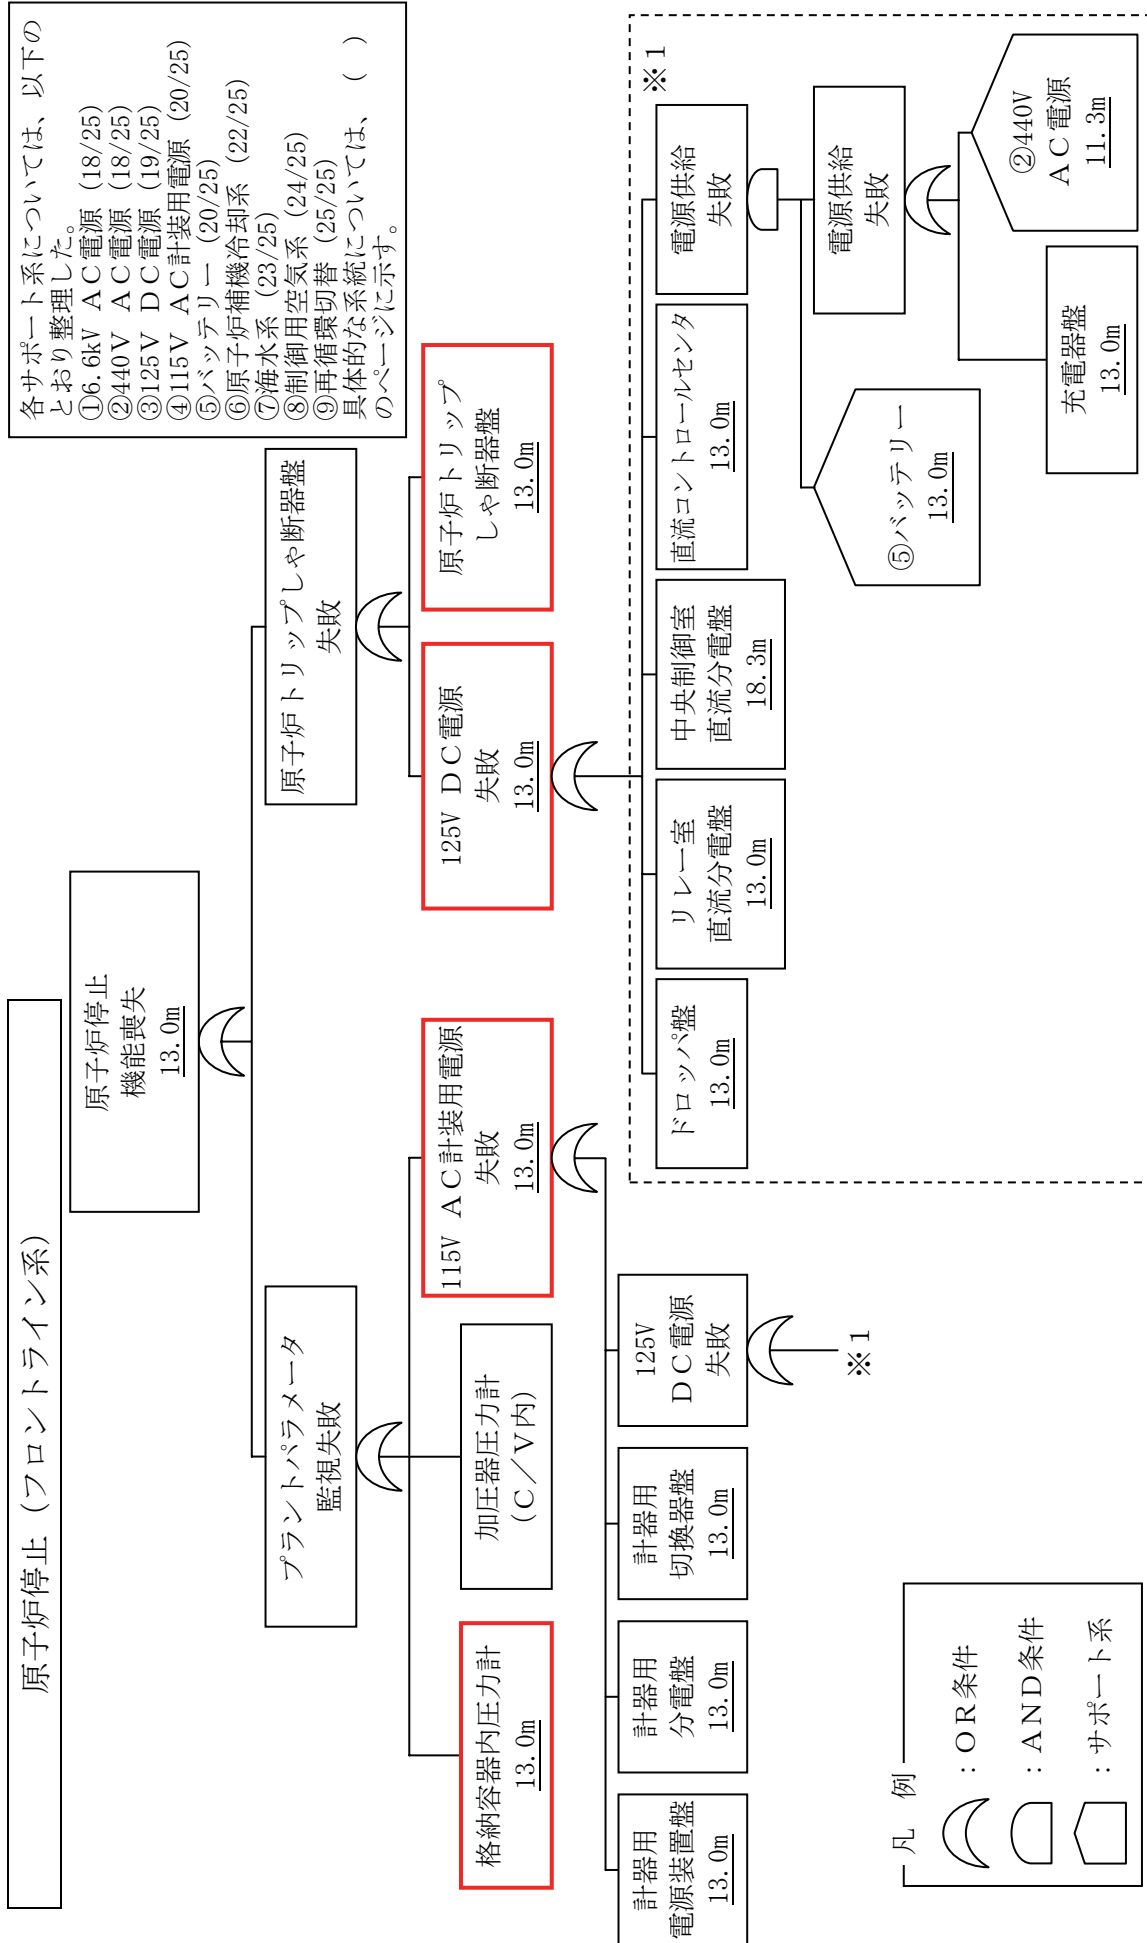 原子炉停止（フロントライン系）
各サポート系については、以下の
とおり整理した。
①6.6kV AC電源（18/25）
②440V AC電源（18/25）
③125V DC電源（19/25）
④115V AC計装用電源（20/25）
⑤バッテリー（20/25）
⑥原子炉補機冷却系（22/25）
⑦海水系（23/25）
⑧制御用空気系（24/25）
⑨再循環切替（25/25）
具体的な系統については、（ ）
のページに示す。
原子炉停止
機能喪失
13.0m
プラントパラメータ
監視失敗
原子炉トリップしゃ断器盤
失敗
格納容器内圧力計
13.0m
加圧器圧力計
(C／V内)
115V AC計装用電源
失敗
13.0m
125V DC電源
失敗
13.0m
原子炉トリップ
しゃ断器盤
13.0m
計器用
電源装置盤
13.0m
計器用
分電盤
13.0m
計器用
切換器盤
13.0m
125V
DC電源
失敗
※1
ドロッパ盤
13.0m
リレー室
直流分電盤
13.0m
中央制御室
直流分電盤
18.3m
直流コントロールセンタ
13.0m
電源供給
失敗
※1
⑤バッテリー
13.0m
電源供給
失敗
充電器盤
13.0m
②440V
AC電源
11.3m
凡 例
：OR条件
：AND条件
：サポート系